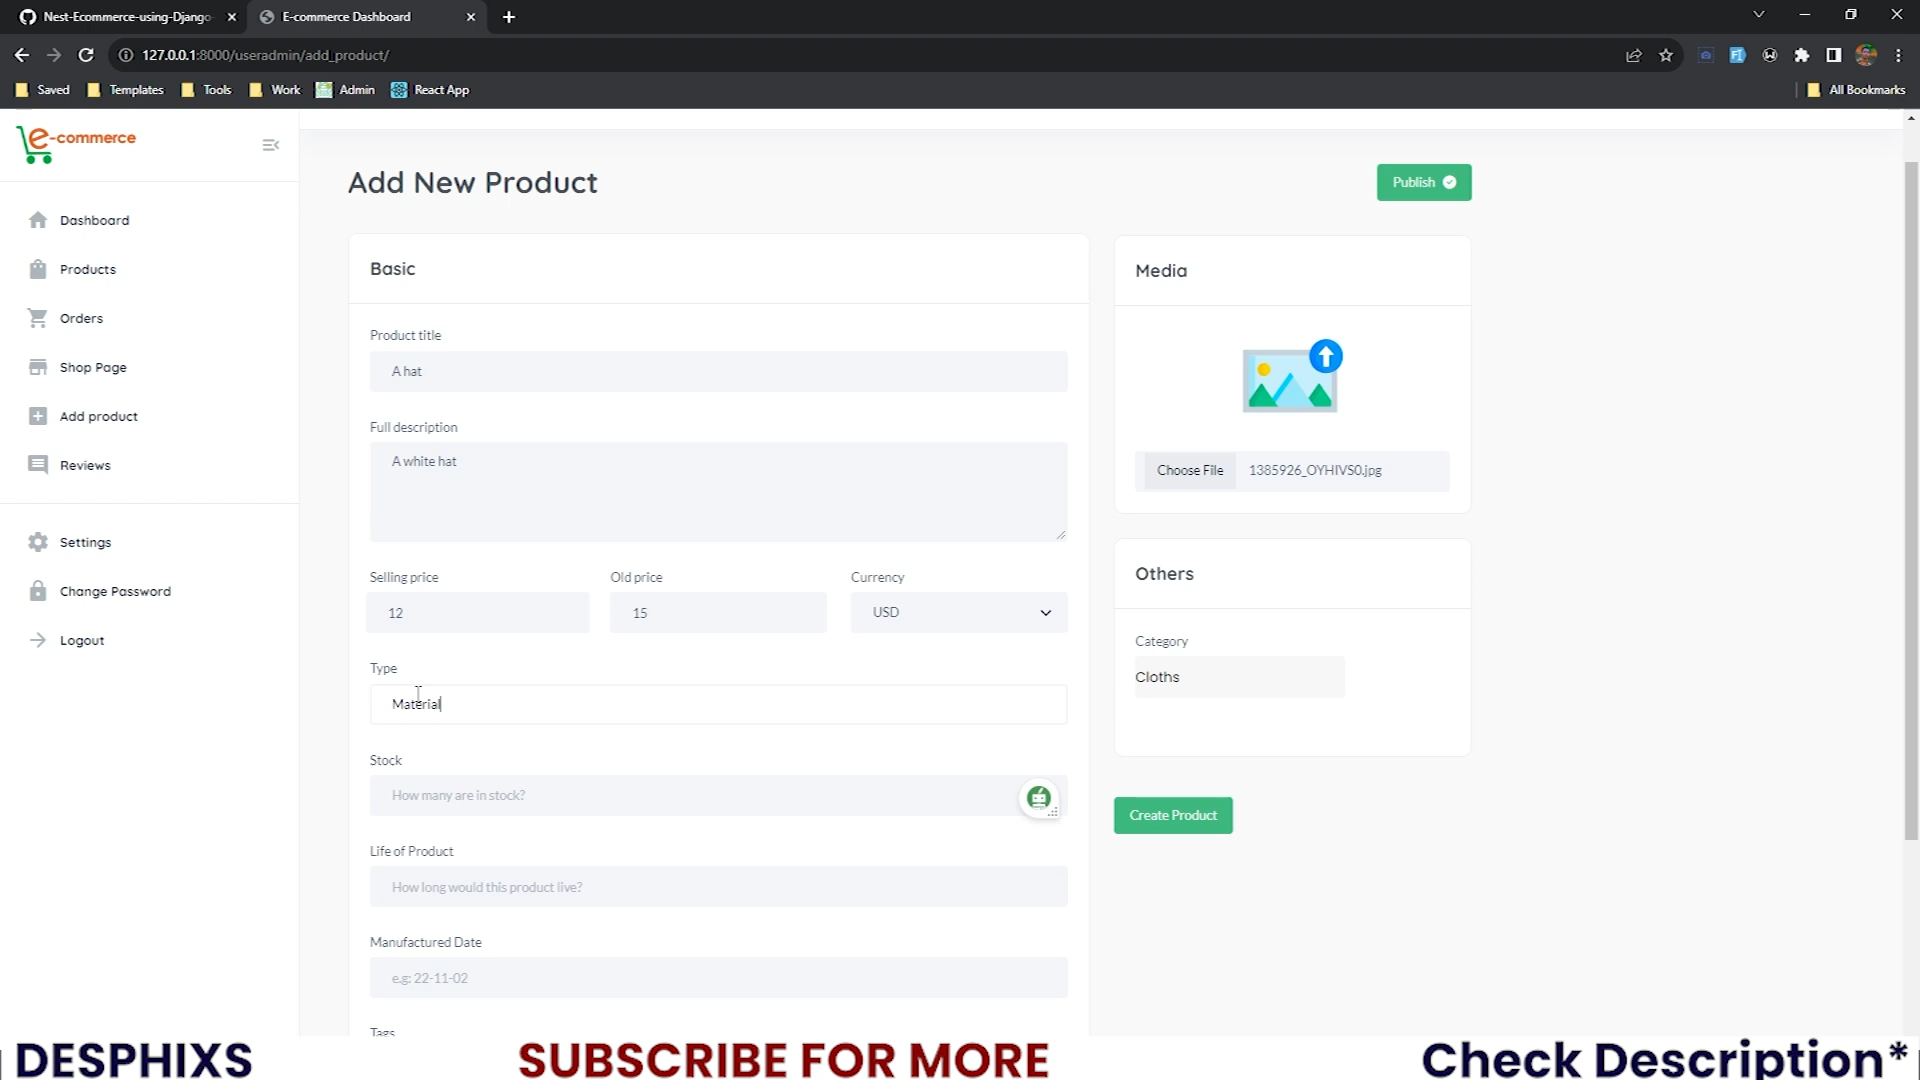 Nest-Ecommerce-using-Django
E-commerce Dashboard
127.0.0.1:8000/useradmin/add_product/
Saved
Templates
Tools
Work
Admin
React App
All Bookmarks
e-commerce
Dashboard
Products
Orders
Shop Page
Add product
Reviews
Settings
Change Password
Logout
Add New Product
Publish
Basic
Product title
A hat
Full description
A white hat
Selling price
Old price
Currency
12
15
USD
Type
Material
Stock
How many are in stock?
Life of Product
How long would this product live?
Manufactured Date
e.g: 22-11-02
Tags
Media
Choose File
1385926_OYHIVS0.jpg
Others
Category
Cloths
Create Product
DESPHIXS
SUBSCRIBE FOR MORE
Check Description*